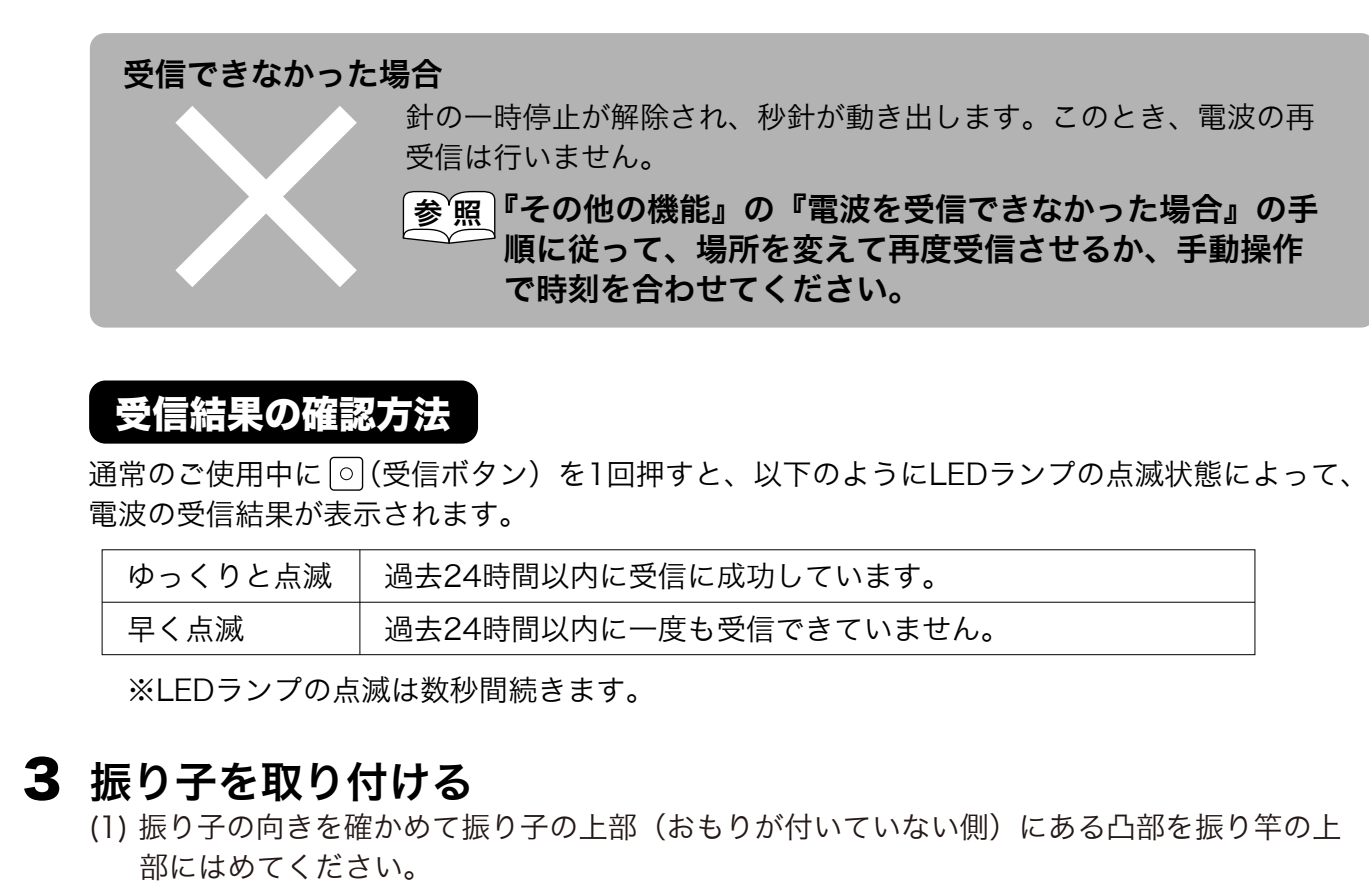 受信できなかった場合
針の一時停止が解除され、秒針が動き出します。このとき、電波の再
受信は行いません。
参照 『その他の機能』の『電波を受信できなかった場合』の手
順に従って、場所を変えて再度受信させるか、手動操作
で時刻を合わせてください。
受信結果の確認方法
通常のご使用中に (受信ボタン）を1回押すと、以下のようにLEDランプの点滅状態によって、
電波の受信結果が表示されます。
ゆっくりと点滅 過去24時間以内に受信に成功しています。
早く点滅 過去24時間以内に一度も受信できていません。
※LEDランプの点滅は数秒間続きます。
3 振り子を取り付ける
(1) 振り子の向きを確かめて振り子の上部（おもりが付いていない側）にある凸部を振り竿の上
部にはめてください。